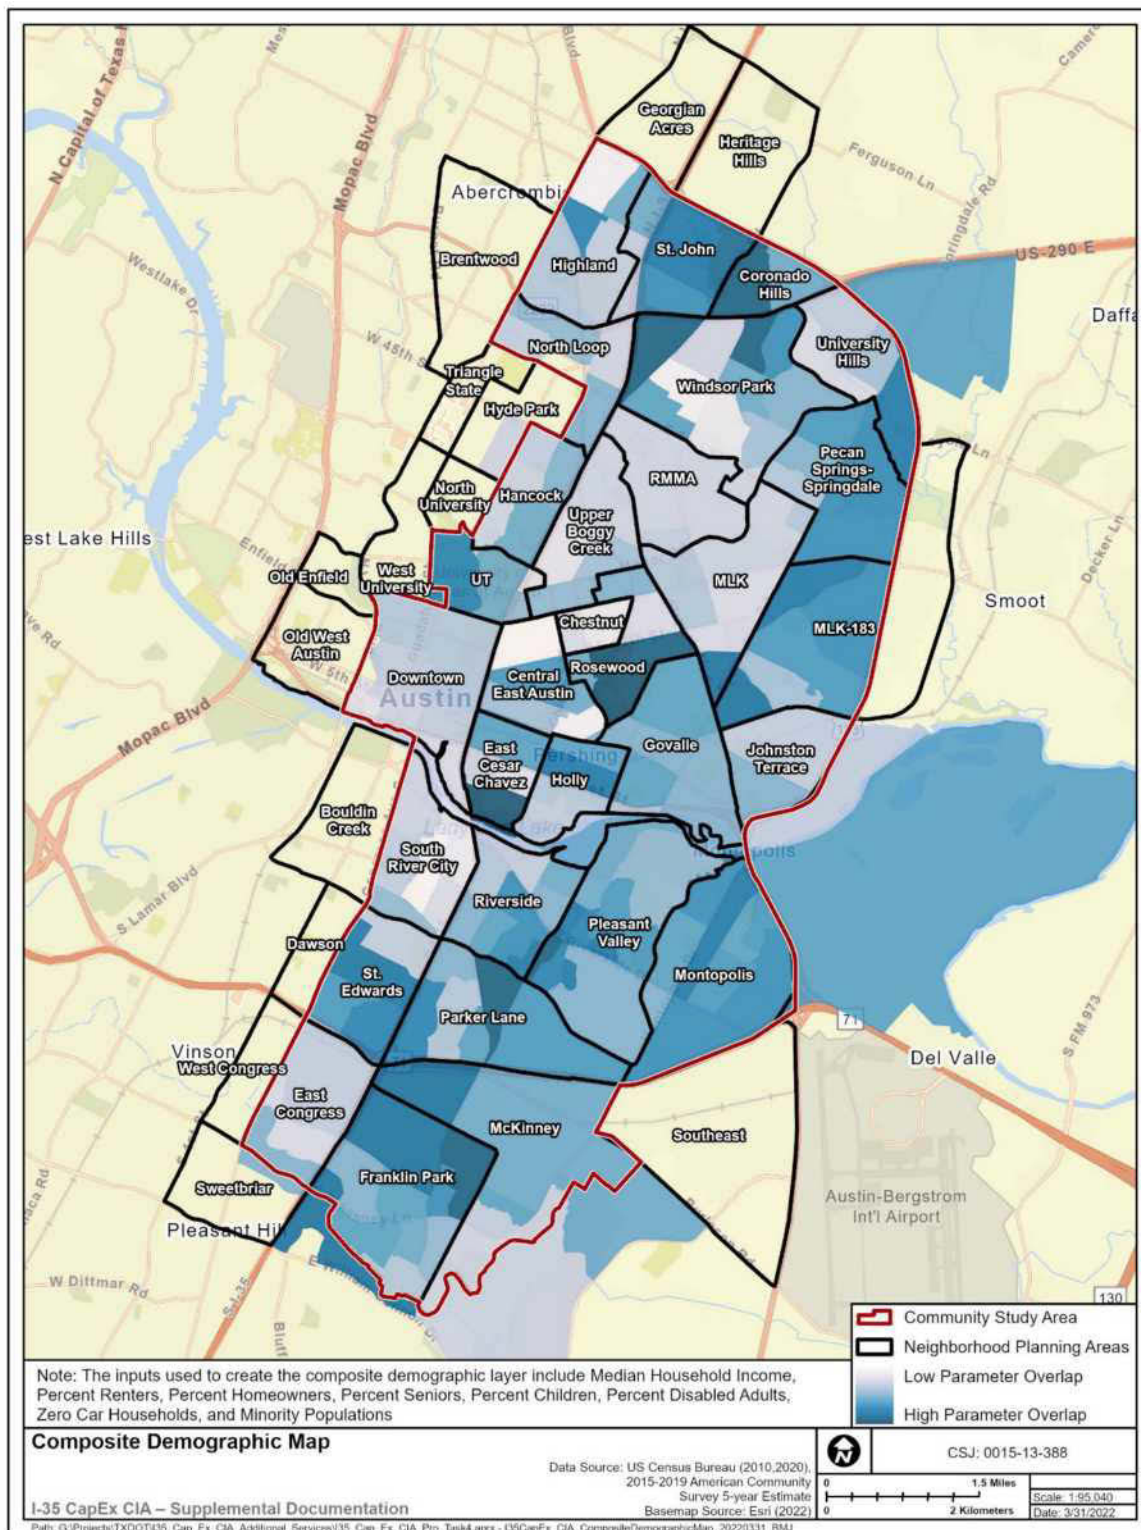 Georgian
Acres
Heritage
Hills
N Capital of Texas
Mopac Blvd
Ferguson Ln
Abercrombi
Brentwood
Highland
St. John
Coronado
Hills
US-290 E
Westlake Dr
Daffa
North Loop
University
Hills
W 45th S
Triangle
State
Hyde Park
Windsor Park
Pecan
Springs-
Springdale
North
University
Hancock
RMMA
Upper
Boggy
Creek
est Lake Hills
Enfield
Old Enfield
West
University
UT
MLK
Decker Ln
Smoot
Chestnut
MLK-183
Old West
Austin
W 5th
Rosewood
Downtown
Austin
Central
East Austin
Mopac Blvd
East
Cesar
Chavez
Pershing
Holly
Govalle
Johnston
Terrace
Bouldin
Creek
South
River City
Riverside
S Lamar Blvd
Pleasant
Valley
Dawson
St.
Edwards
Montopolis
Parker Lane
S FM 973
71
Vinson
West Congress
Del Valle
East
Congress
McKinney
Southeast
Franklin Park
Sweetbriar
Austin-Bergstrom
Int'l Airport
Pleasant Hil
W Dittmar Rd
S I-35
130
Community Study Area
Neighborhood Planning Areas
Low Parameter Overlap
High Parameter Overlap
Note: The inputs used to create the composite demographic layer include Median Household Income,
Percent Renters, Percent Homeowners, Percent Seniors, Percent Children, Percent Disabled Adults,
Zero Car Households, and Minority Populations
Composite Demographic Map
N
CSJ: 0015-13-388
Data Source: US Census Bureau (2010,2020),
2015-2019 American Community
Survey 5-year Estimate
Basemap Source: Esri (2022)
0 1.5 Miles
0 2 Kilometers
Scale: 1:95,040
Date: 3/31/2022
I-35 CapEx CIA – Supplemental Documentation